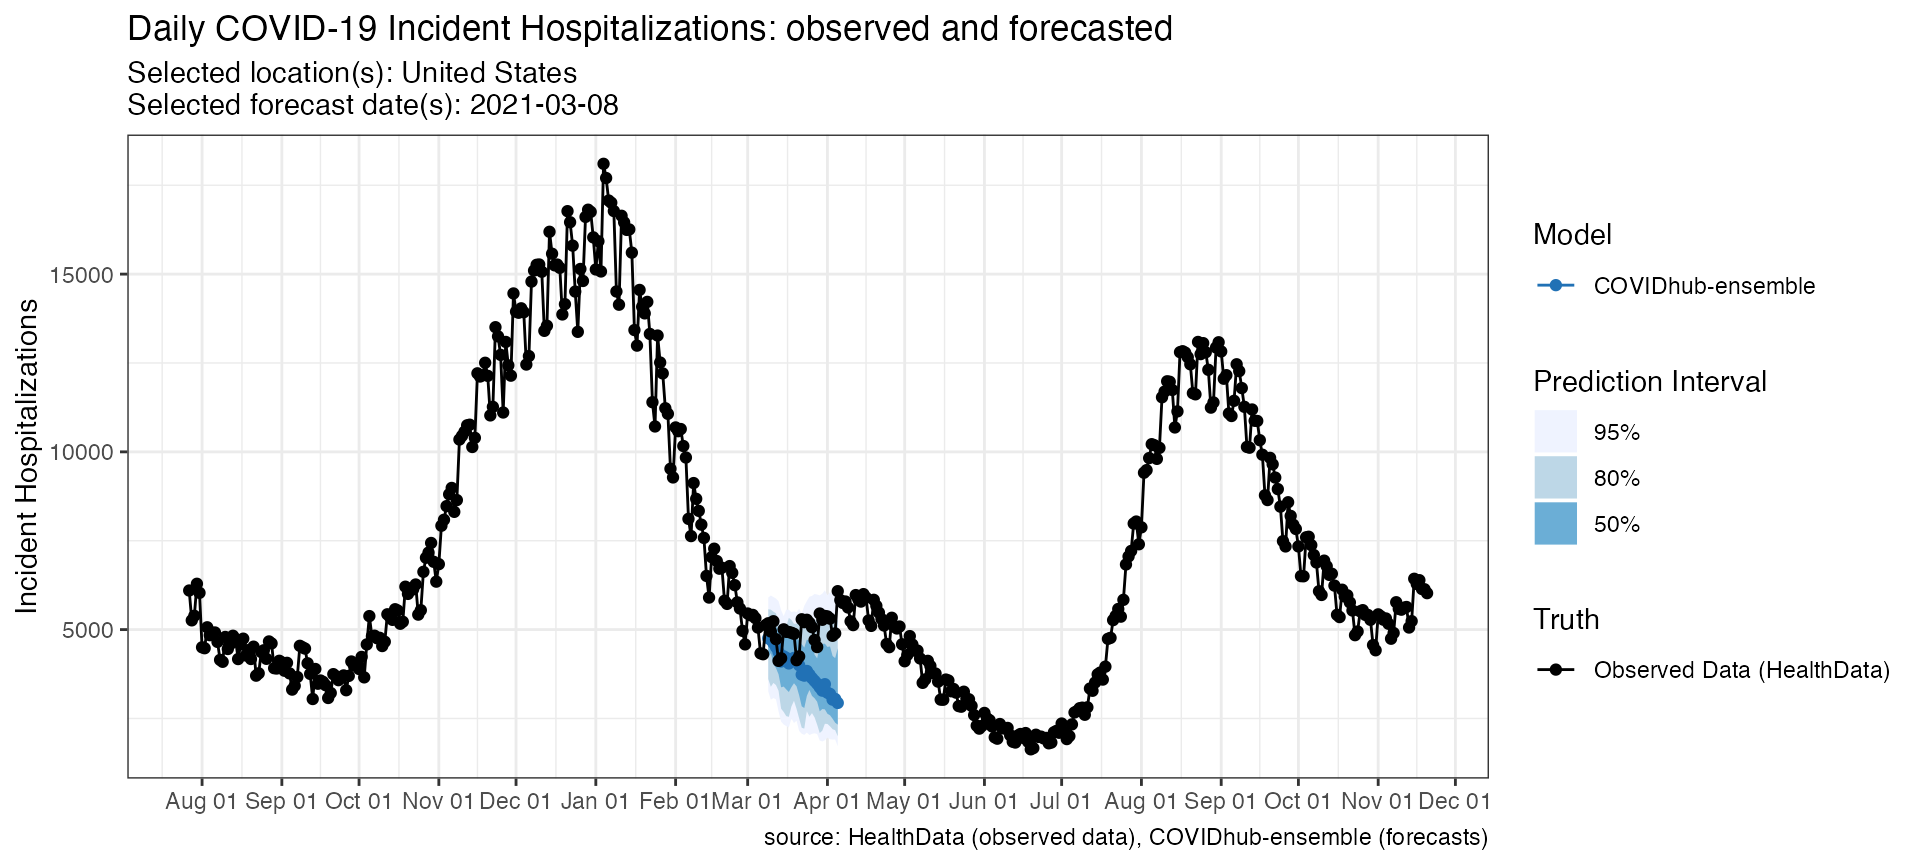 Daily COVID-19 Incident Hospitalizations: observed and forecasted
Selected location(s): United States
Selected forecast date(s): 2021-03-08
Incident Hospitalizations
15000
10000
5000
Aug 01 Sep 01 Oct 01 Nov 01 Dec 01 Jan 01 Feb 01 Mar 01 Apr 01 May 01 Jun 01 Jul 01 Aug 01 Sep 01 Oct 01 Nov 01 Dec 01
source: HealthData (observed data), COVIDhub-ensemble (forecasts)
Model
COVIDhub-ensemble
Prediction Interval
95%
80%
50%
Truth
Observed Data (HealthData)